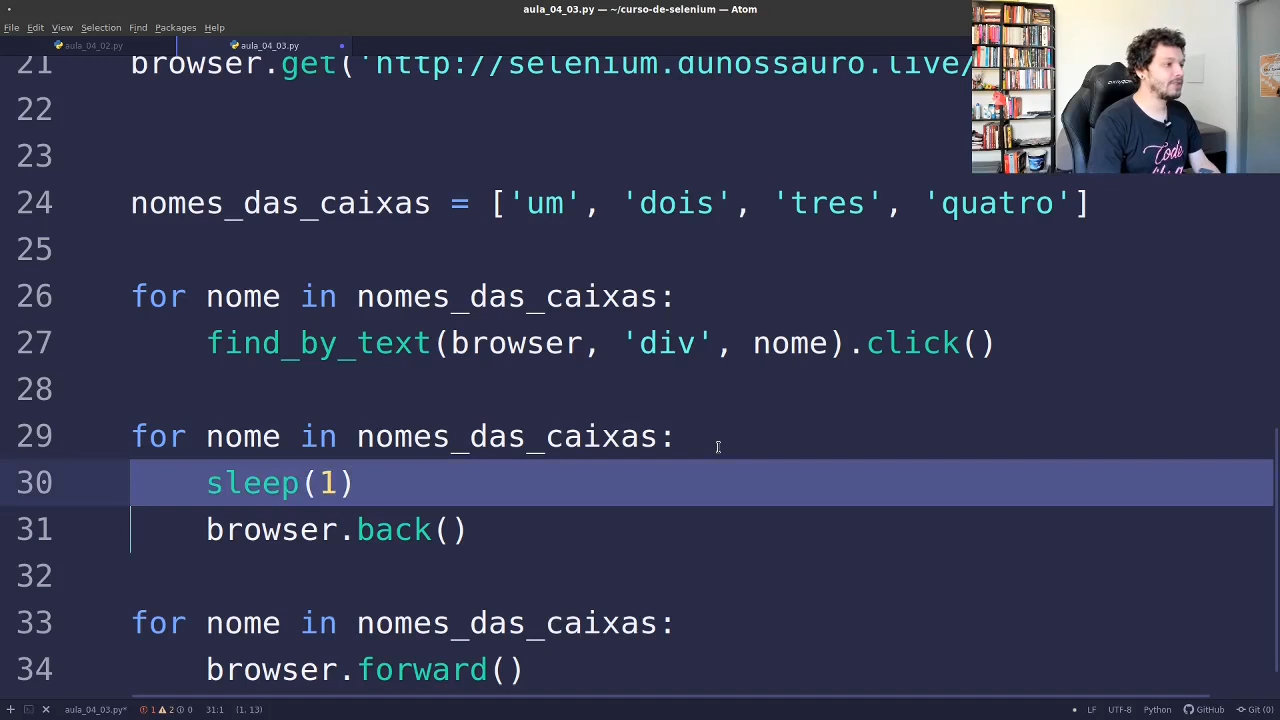 aula_04_03.py — ~/curso-de-selenium — Atom
File Edit View Selection Find Packages Help
aula_04_02.py aula_04_03.py
21 browser.get('http://selenium.dunossauro.live/
22
23
24 nomes_das_caixas = ['um', 'dois', 'tres', 'quatro']
25
26 for nome in nomes_das_caixas:
27 find_by_text(browser, 'div', nome).click()
28
29 for nome in nomes_das_caixas:
30 sleep(1)
31 browser.back()
32
33 for nome in nomes_das_caixas:
34 browser.forward()
aula_04_03.py* 1 2 0 31:1 (1, 13) LF UTF-8 Python GitHub Git (0)